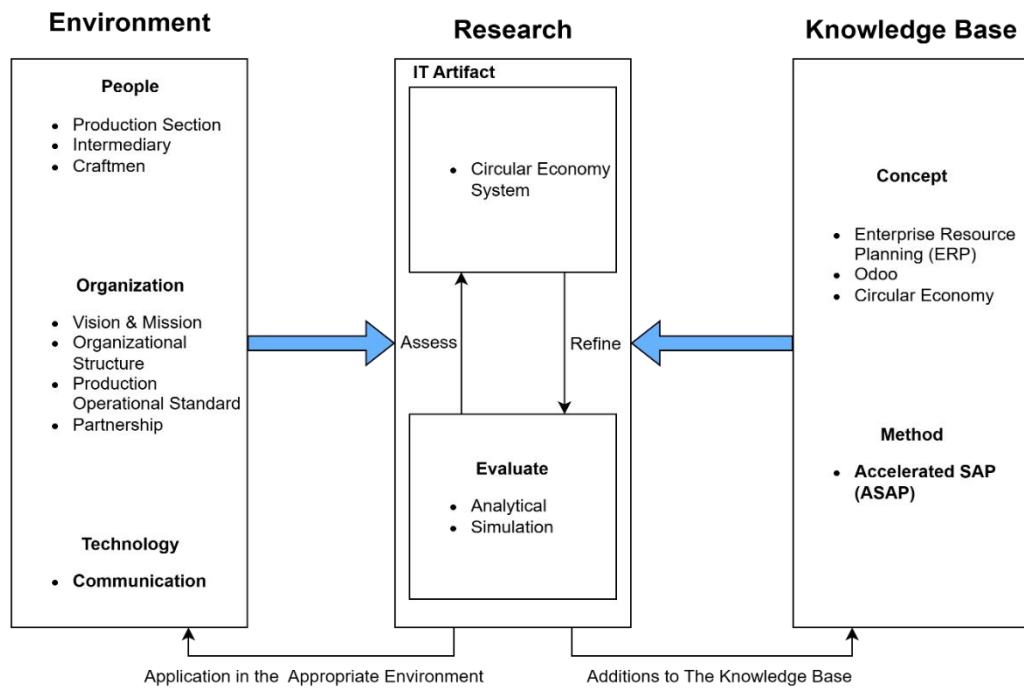 Environment
People
• Production Section
• Intermediary
• Craftmen
Organization
• Vision & Mission
• Organizational
Structure
• Production
Operational Standard
• Partnership
Technology
• Communication
Research
IT Artifact
• Circular Economy
System
Assess
Refine
Evaluate
• Analytical
• Simulation
Knowledge Base
Concept
• Enterprise Resource
Planning (ERP)
• Odoo
• Circular Economy
Method
• Accelerated SAP
(ASAP)
Application in the Appropriate Environment
Additions to The Knowledge Base